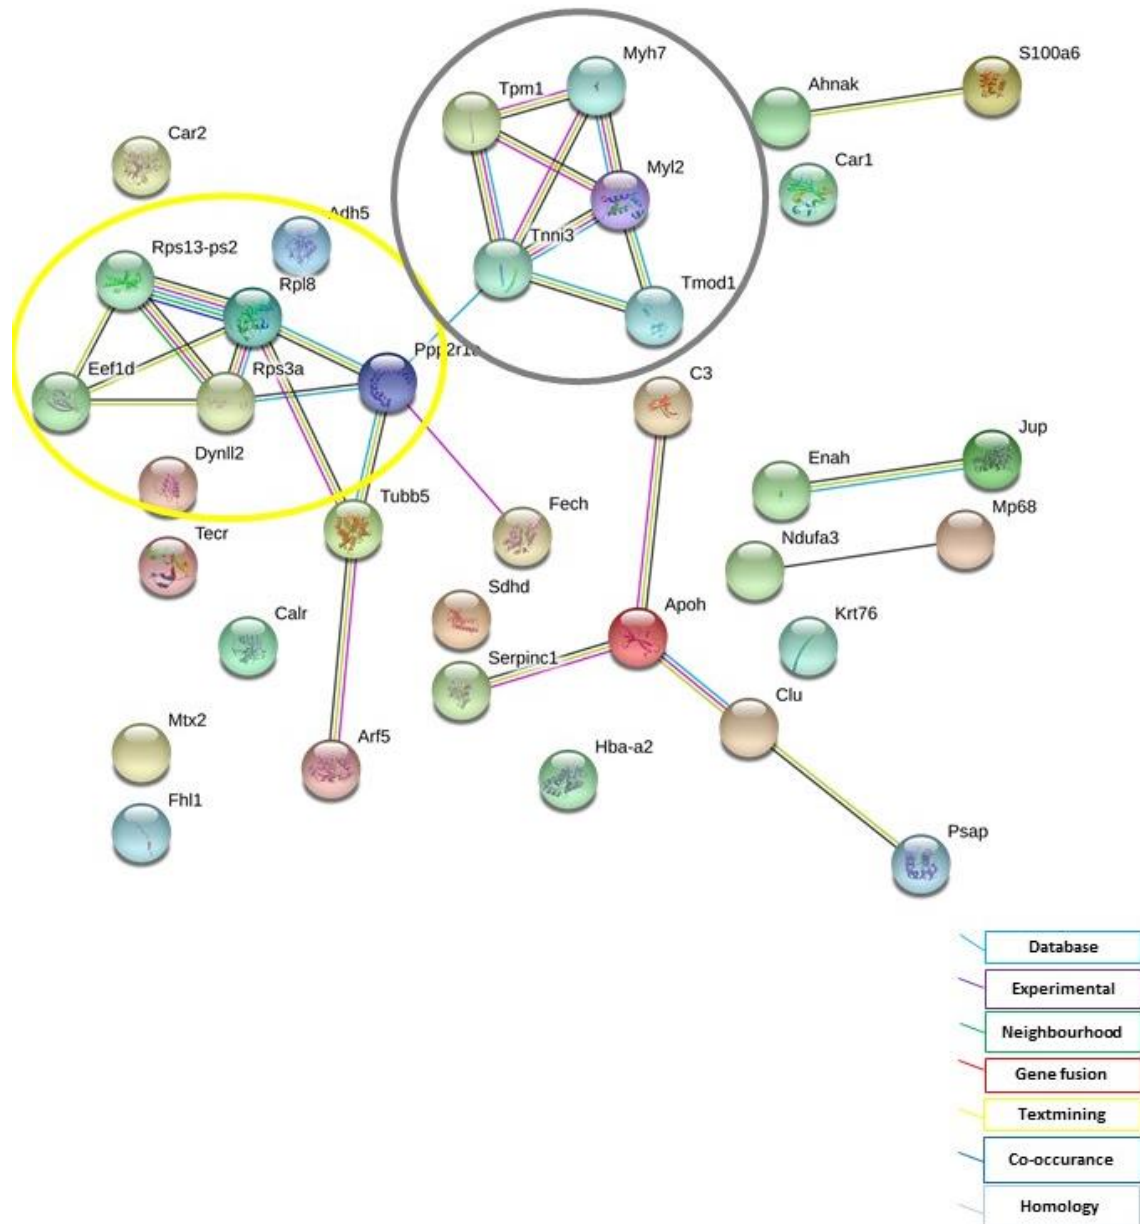 Myh7
S100a6
Tpm1
Ahnak
Car2
Myl2
Car1
Adh5
Rps13-ps2
Tnni3
Rpl8
Tmod1
Ppp2r1a
Eef1d
Rps3a
C3
Jup
Dynll2
Enah
Tubb5
Fech
Mp68
Tecr
Ndufa3
Sdhd
Calr
Apoh
Krt76
Serpinc1
Clu
Mtx2
Arf5
Hba-a2
Fhl1
Psap
Database
Experimental
Neighbourhood
Gene fusion
Textmining
Co-occurance
Homology